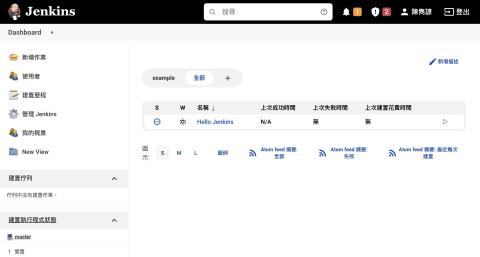 Jenkins
搜尋
1
2
陳雋諺
登出
Dashboard
新增作業
使用者
建置歷程
管理 Jenkins
我的視景
New View
建置佇列
佇列中沒有建置作業。
建置執行程式狀態
master
1 閒置
新增描述
example
全部
+
S W 名稱 ↓ 上次成功時間 上次失敗時間 上次建置花費時間
Hello Jenkins N/A 無 無
圖示:
S M L
圖例
Atom feed 摘要: 全部
Atom feed 摘要: 失敗
Atom feed 摘要: 最近幾次建置